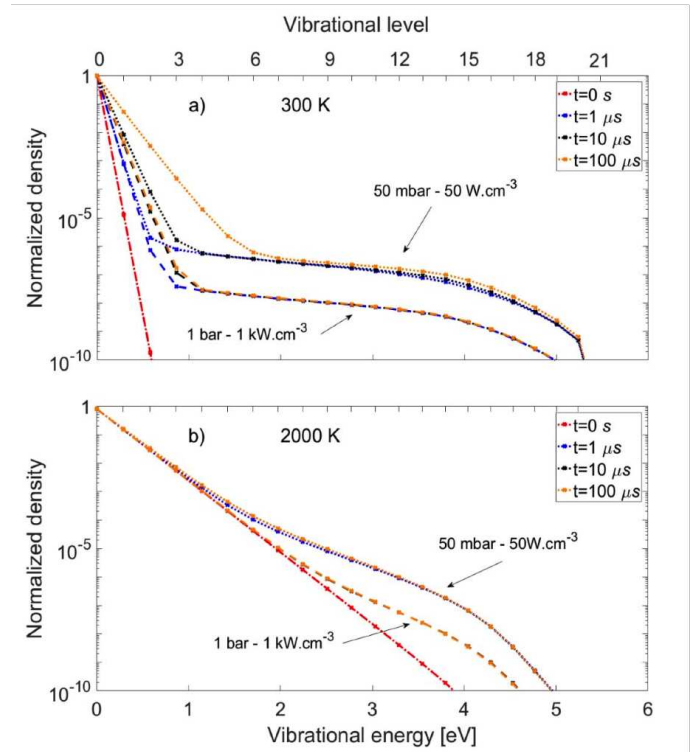 Vibrational level
0 3 6 7 9 12 13 15 18 19 21
1
a) 300 K
t=0 s
t=1 μs
t=10 μs
t=100 μs
50 mbar - 50 W.cm-3
10-5
Normalized density
1 bar - 1 kW.cm-3
10-10
1
b) 2000 K
t=0 s
t=1 μs
t=10 μs
t=100 μs
50 mbar - 50W.cm-3
10-5
Normalized density
1 bar - 1 kW.cm-3
10-10
0 1 2 3 4 5 6
Vibrational energy [eV]